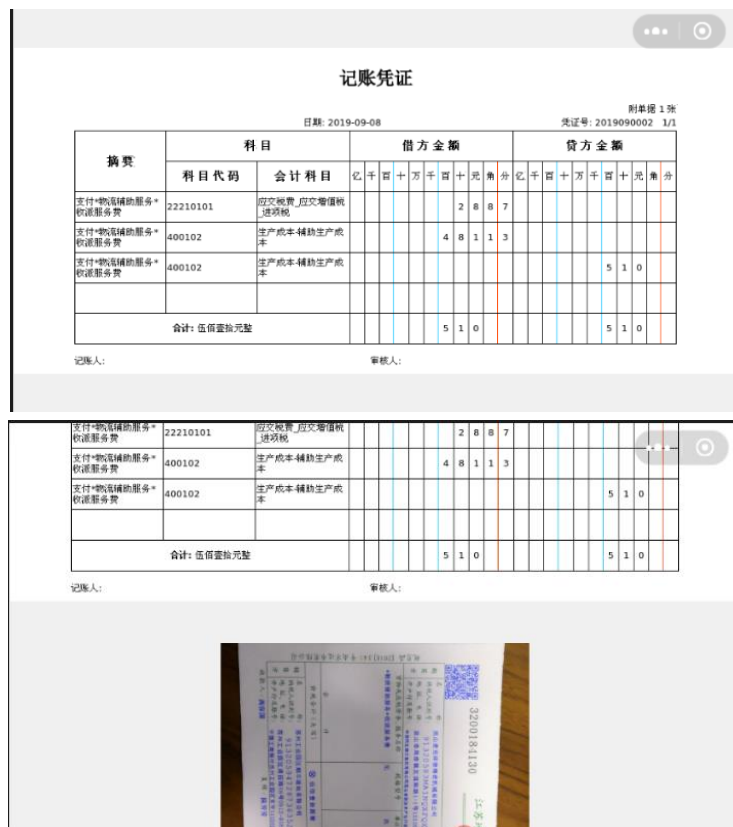 记账凭证
附单据 1 张
日期: 2019-09-08
凭证号: 2019090002 1/1
摘要
科目
借方金额
贷方金额
科目代码
会计科目
亿 千 百 十 万 千 百 十 元 角 分
亿 千 百 十 万 千 百 十 元 角 分
支付*物流辅助服务*
收派服务费
22210101
应交税费_应交增值税
_进项税
2 8 8 7
支付*物流辅助服务*
收派服务费
400102
生产成本-辅助生产成
本
4 8 1 1 3
支付*物流辅助服务*
收派服务费
400102
生产成本-辅助生产成
本
5 1 0
合计: 伍佰壹拾元整
5 1 0
5 1 0
记账人:
审核人:
支付*物流辅助服务*
收派服务费
22210101
应交税费_应交增值税
_进项税
2 8 8 7
支付*物流辅助服务*
收派服务费
400102
生产成本-辅助生产成
本
4 8 1 1 3
支付*物流辅助服务*
收派服务费
400102
生产成本-辅助生产成
本
5 1 0
合计: 伍佰壹拾元整
5 1 0
5 1 0
记账人:
审核人:
3200184130
江苏